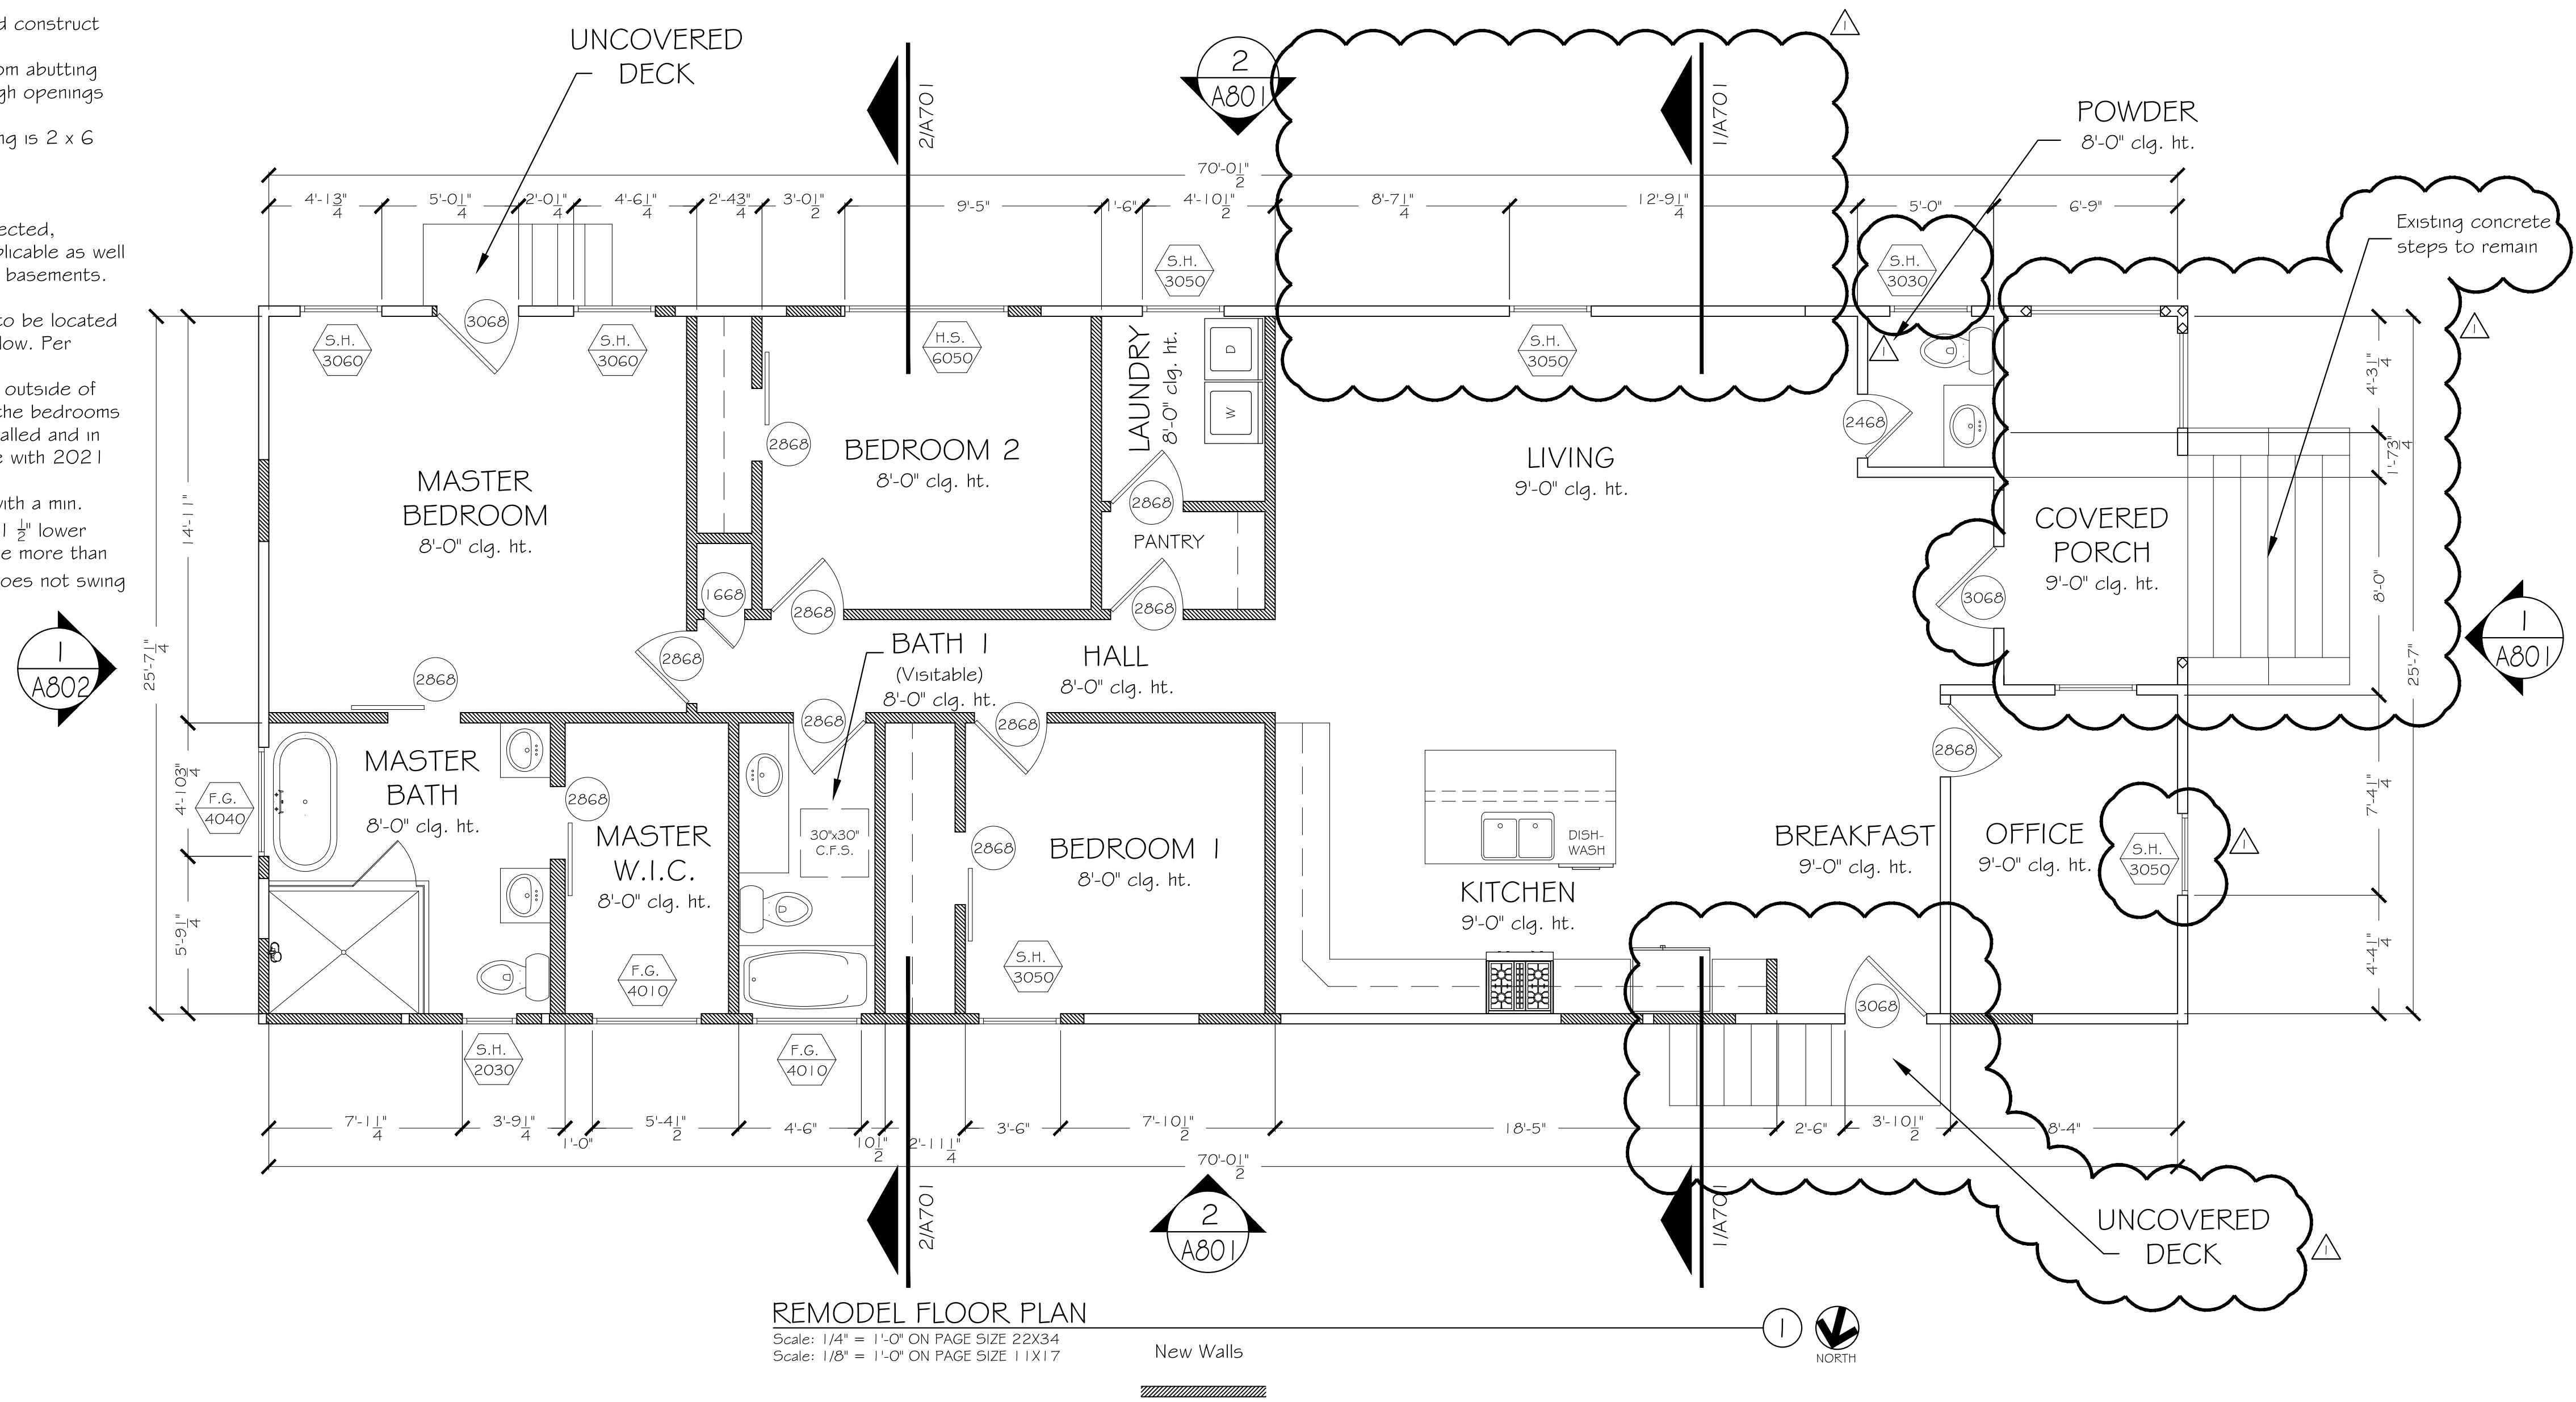 d construct
om abutting
gh openings
ng is 2 x 6
ected,
plicable as well
basements.
to be located
low. Per
outside of
the bedrooms
alled and in
e with 2021
with a min.
1 1/2" lower
e more than
oes not swing
UNCOVERED
DECK
2
A801
2/A701
1/A701
1
POWDER
8'-0" clg. ht.
70'-0 1/2"
4'-1 3/4"
5'-0 1/4"
2'-0 1/4"
4'-6 1/4"
2'-4 3/4"
3'-0 1/2"
9'-5"
1'-6"
4'-10 1/2"
8'-7 1/4"
12'-9 1/4"
5'-0"
6'-9"
Existing concrete
steps to remain
S.H.
3050
S.H.
3030
1
3068
S.H.
3060
S.H.
3060
H.S.
6050
S.H.
3050
1
LAUNDRY
8'-0" clg. ht.
D
W
2868
2468
4'-3 1/4"
1'-7 3/4"
MASTER
BEDROOM
8'-0" clg. ht.
BEDROOM 2
8'-0" clg. ht.
LIVING
9'-0" clg. ht.
2868
PANTRY
COVERED
PORCH
9'-0" clg. ht.
14'-11"
25'-7 1/4"
8'-0"
25'-7"
1668
2868
2868
3068
1
A802
1
A801
2868
2868
BATH 1
(Visitable)
8'-0" clg. ht.
HALL
8'-0" clg. ht.
2868
2868
2868
MASTER
BATH
8'-0" clg. ht.
4'-10 3/4"
F.G.
4040
2868
MASTER
W.I.C.
8'-0" clg. ht.
30"x30"
C.F.S.
2868
BEDROOM 1
8'-0" clg. ht.
DISH-
WASH
KITCHEN
9'-0" clg. ht.
BREAKFAST
9'-0" clg. ht.
OFFICE
9'-0" clg. ht.
S.H.
3050
1
7'-4 1/4"
5'-9 1/4"
4'-4 1/4"
F.G.
4010
S.H.
3050
3068
S.H.
2030
F.G.
4010
7'-1 1/4"
3'-9 1/4"
1'-0"
5'-4 1/2"
4'-6"
10 1/2"
2'-11 1/4"
3'-6"
7'-10 1/2"
18'-5"
2'-6"
3'-10 1/2"
8'-4"
70'-0 1/2"
2/A701
2
A801
1/A701
UNCOVERED
DECK
1
REMODEL FLOOR PLAN
Scale: 1/4" = 1'-0" ON PAGE SIZE 22X34
Scale: 1/8" = 1'-0" ON PAGE SIZE 11X17
1
NORTH
New Walls